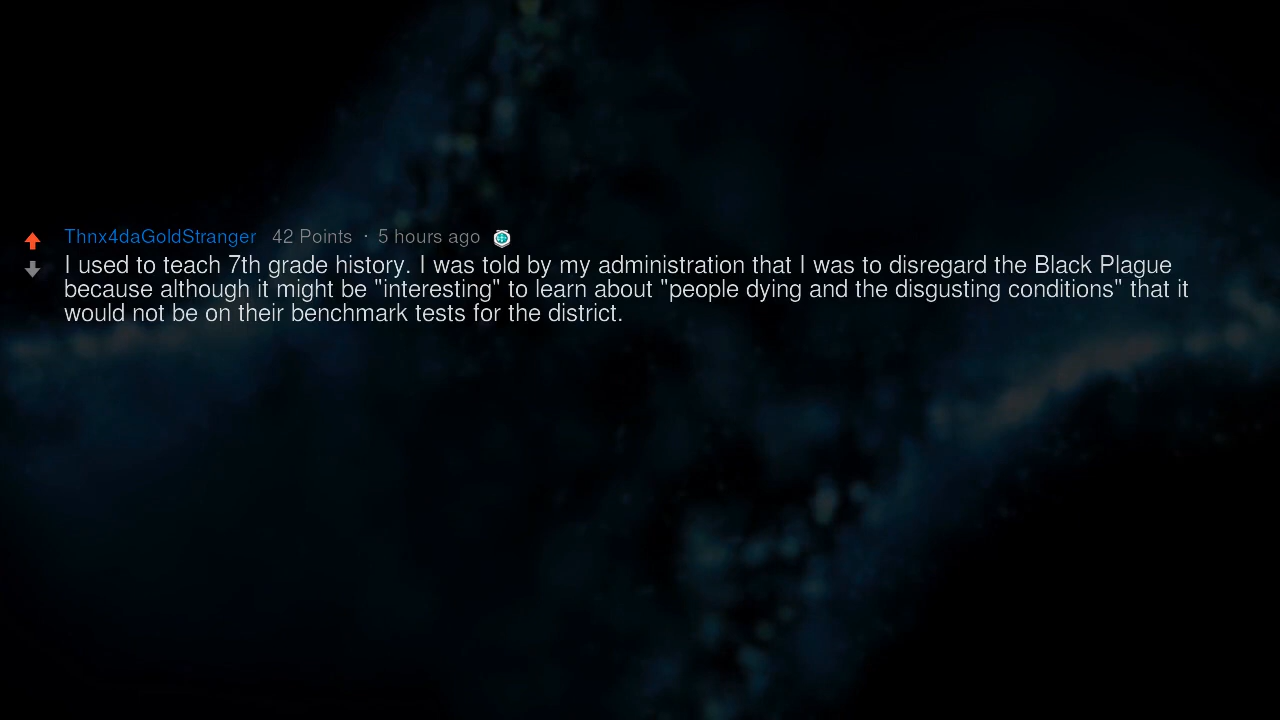 Thnx4daGoldStranger 42 Points · 5 hours ago
I used to teach 7th grade history. I was told by my administration that I was to disregard the Black Plague
because although it might be "interesting" to learn about "people dying and the disgusting conditions" that it
would not be on their benchmark tests for the district.